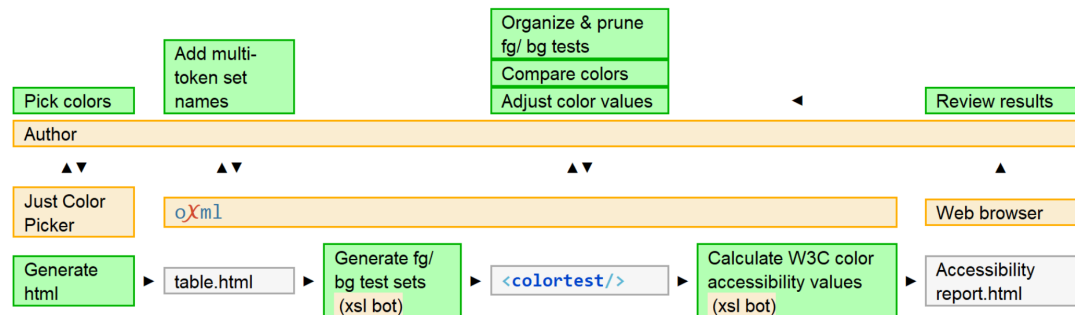 Organize & prune
fg/ bg tests
Add multi-
token set
names
Compare colors
Pick colors
Adjust color values
Review results
Author
Just Color
Picker
oXml
Web browser
Generate
html
table.html
Generate fg/
bg test sets
(xsl bot)
<colortest/>
Calculate W3C color
accessibility values
(xsl bot)
Accessibility
report.html